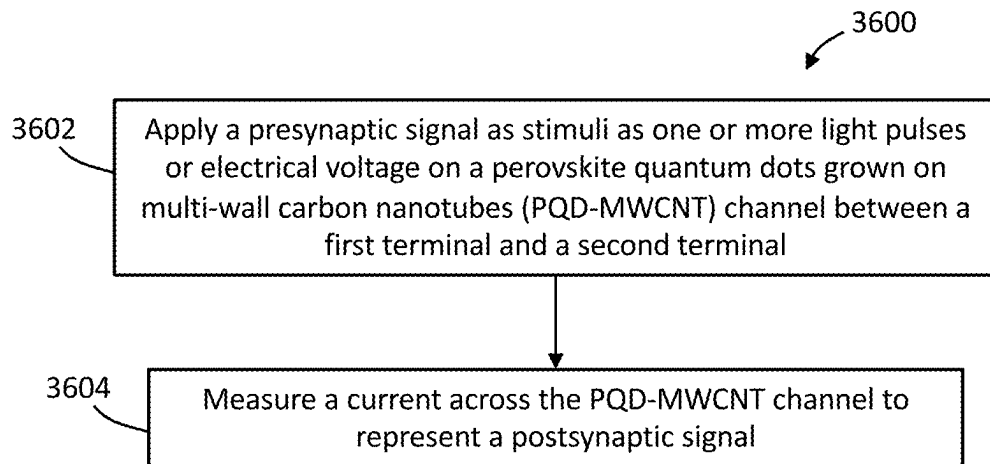 3600
3602
Apply a presynaptic signal as stimuli as one or more light pulses
or electrical voltage on a perovskite quantum dots grown on
multi-wall carbon nanotubes (PQD-MWCNT) channel between a
first terminal and a second terminal
3604
Measure a current across the PQD-MWCNT channel to
represent a postsynaptic signal